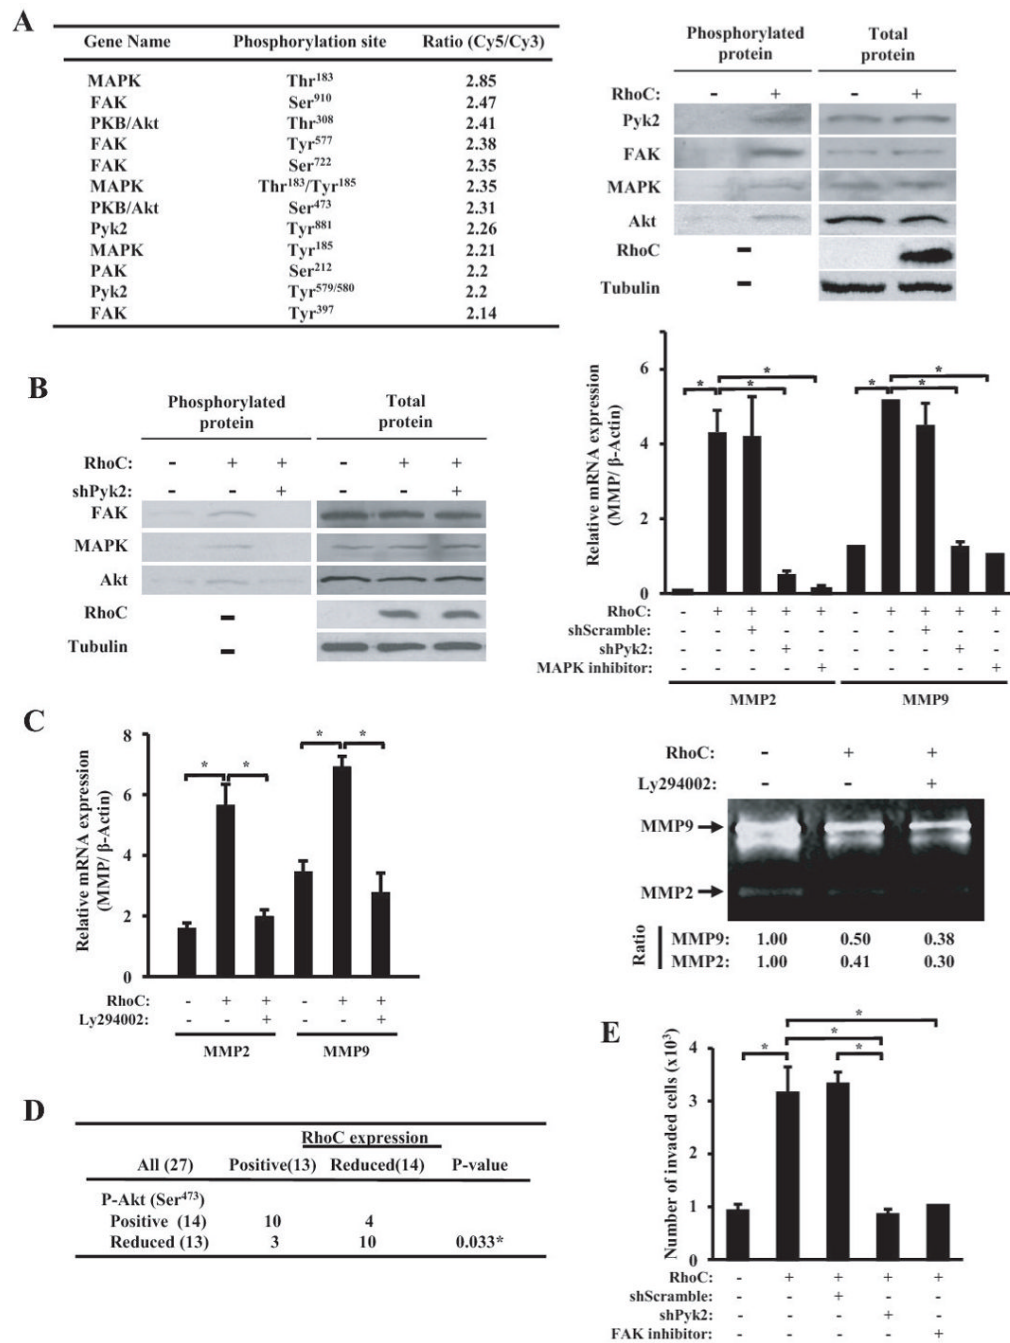 A
Gene Name Phosphorylation site Ratio (Cy5/Cy3)
MAPK Thr183 2.85
FAK Ser910 2.47
PKB/Akt Thr308 2.41
FAK Tyr577 2.38
FAK Ser722 2.35
MAPK Thr183/Tyr185 2.35
PKB/Akt Ser473 2.31
Pyk2 Tyr881 2.26
MAPK Tyr185 2.21
PAK Ser212 2.2
Pyk2 Tyr579/580 2.2
FAK Tyr397 2.14
Phosphorylated protein
Total protein
RhoC: - + - +
Pyk2
FAK
MAPK
Akt
RhoC -
Tubulin -
B
Phosphorylated protein
Total protein
RhoC: - + + - + +
shPyk2: - - + - - +
FAK
MAPK
Akt
RhoC -
Tubulin -
Relative mRNA expression
(MMP/ β-Actin)
6
4
2
0
* * * * * *
RhoC: - + + + + - + + + +
shScramble: - - + - - - - + - -
shPyk2: - - - + - - - - + -
MAPK inhibitor: - - - - + - - - - +
MMP2 MMP9
C
Relative mRNA expression
(MMP/ β-Actin)
8
6
4
2
0
* * * *
RhoC: - + + - + +
Ly294002: - - + - - +
MMP2 MMP9
RhoC: - + +
Ly294002: - - +
MMP9
MMP2
Ratio
MMP9: 1.00 0.50 0.38
MMP2: 1.00 0.41 0.30
D
RhoC expression
All (27) Positive(13) Reduced(14) P-value
P-Akt (Ser473)
Positive (14) 10 4
Reduced (13) 3 10 0.033*
E
Number of invaded cells (x103)
4
3
2
1
0
* * * *
RhoC: - + + + +
shScramble: - - + - -
shPyk2: - - - + -
FAK inhibitor: - - - - +